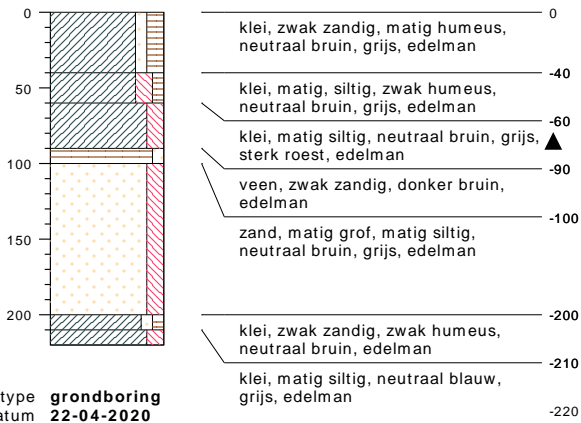 0
klei, zwak zandig, matig humeus,
neutraal bruin, grijs, edelman
0
-40
50
klei, matig, siltig, zwak humeus,
neutraal bruin, grijs, edelman
-60
klei, matig siltig, neutraal bruin, grijs,
sterk roest, edelman
-90
100
veen, zwak zandig, donker bruin,
edelman
-100
150
zand, matig grof, matig siltig,
neutraal bruin, grijs, edelman
200
-200
klei, zwak zandig, zwak humeus,
neutraal bruin, edelman
-210
klei, matig siltig, neutraal blauw,
grijs, edelman
-220
type grondboring
atum 22-04-2020